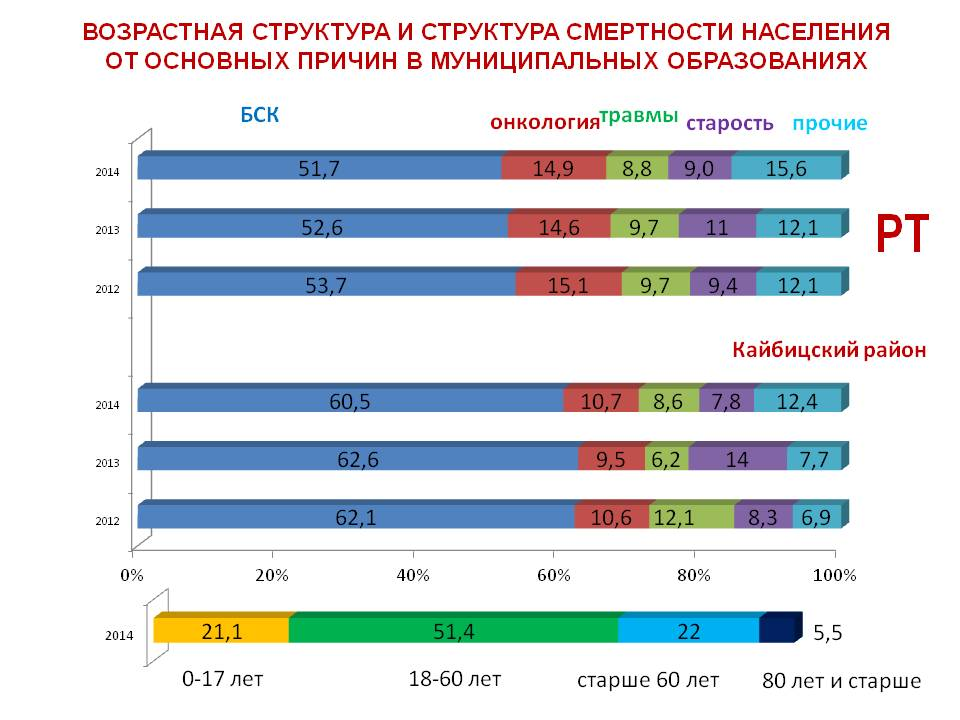 ВОЗРАСТНАЯ СТРУКТУРА И СТРУКТУРА СМЕРТНОСТИ НАСЕЛЕНИЯ
ОТ ОСНОВНЫХ ПРИЧИН В МУНИЦИПАЛЬНЫХ ОБРАЗОВАНИЯХ
БСК онкология травмы старость прочие
2014 51,7 14,9 8,8 9,0 15,6
2013 52,6 14,6 9,7 11 12,1
РТ
2012 53,7 15,1 9,7 9,4 12,1
Кайбицский район
2014 60,5 10,7 8,6 7,8 12,4
2013 62,6 9,5 6,2 14 7,7
2012 62,1 10,6 12,1 8,3 6,9
0% 20% 40% 60% 80% 100%
2014 21,1 51,4 22 5,5
0-17 лет 18-60 лет старше 60 лет 80 лет и старше